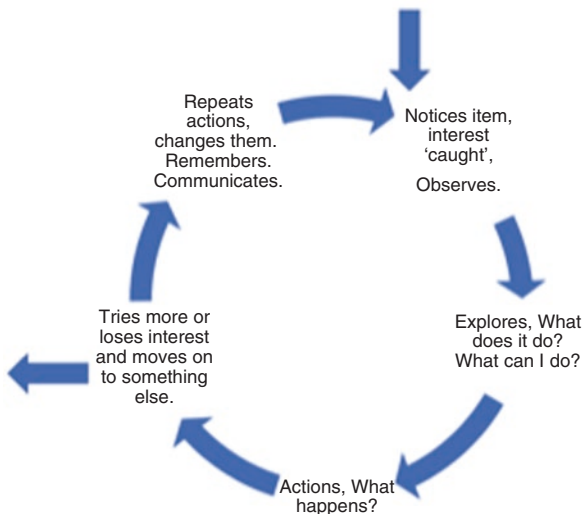 Repeats
actions,
changes them.
Remembers.
Communicates.
Notices item,
interest
‘caught’,
Observes.
Explores, What
does it do?
What can I do?
Actions, What
happens?
Tries more or
loses interest
and moves on
to something
else.